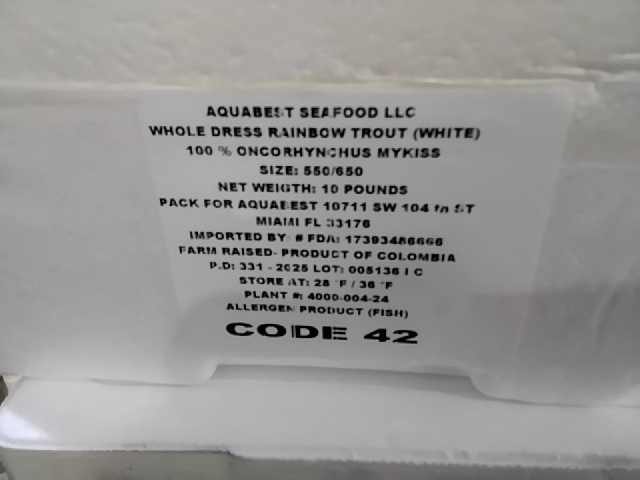 AQUABEST SEAFOOD LLC
WHOLE DRESS RAINBOW TROUT (WHITE)
100 % ONCORHYNCHUS MYKISS
SIZE: 550/650
NET WEIGTH: 10 POUNDS
PACK FOR AQUABEST 10711 SW 104 tn ST
MIAMI FL 33176
IMPORTED BY: # FDA: 17393486666
FARM RAISED- PRODUCT OF COLOMBIA
P.D: 331 - 2025 LOT: 005136 I C
STORE AT: 28 °F / 36 °F
PLANT #: 4000-004-24
ALLERGEN PRODUCT (FISH)
CODE 42